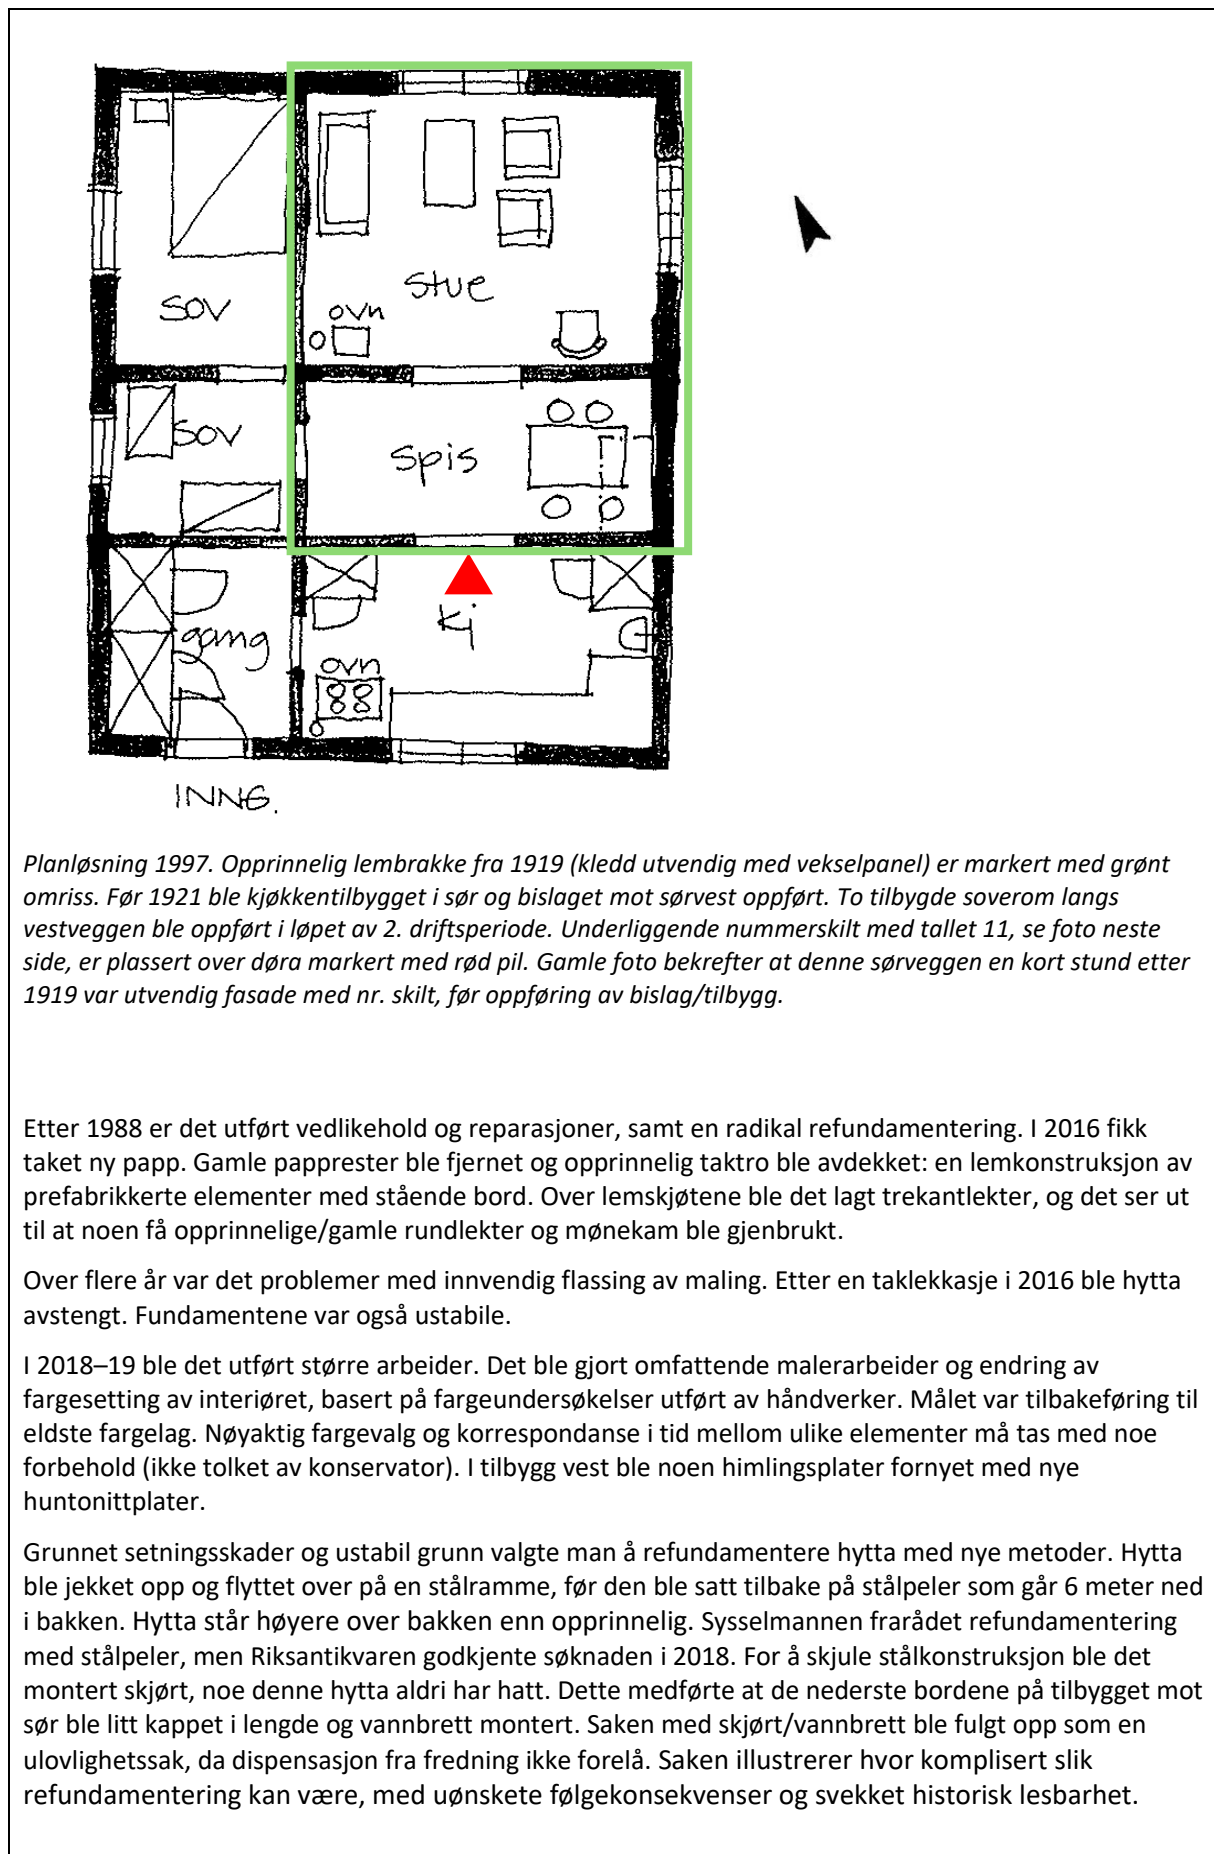 sov
stue
ovn
sov
spis
gang
kj
ovn
INNG.
Planløsning 1997. Opprinnelig lembrakke fra 1919 (kledd utvendig med vekselpanel) er markert med grønt
omriss. Før 1921 ble kjøkkentilbygget i sør og bislaget mot sørvest oppført. To tilbygde soverom langs
vestveggen ble oppført i løpet av 2. driftsperiode. Underliggende nummerskilt med tallet 11, se foto neste
side, er plassert over døra markert med rød pil. Gamle foto bekrefter at denne sørveggen en kort stund etter
1919 var utvendig fasade med nr. skilt, før oppføring av bislag/tilbygg.
Etter 1988 er det utført vedlikehold og reparasjoner, samt en radikal refundamentering. I 2016 fikk
taket ny papp. Gamle papprester ble fjernet og opprinnelig taktro ble avdekket: en lemkonstruksjon av
prefabrikkerte elementer med stående bord. Over lemskjøtene ble det lagt trekantlekter, og det ser ut
til at noen få opprinnelige/gamle rundlekter og mønekam ble gjenbrukt.
Over flere år var det problemer med innvendig flassing av maling. Etter en taklekkasje i 2016 ble hytta
avstengt. Fundamentene var også ustabile.
I 2018–19 ble det utført større arbeider. Det ble gjort omfattende malerarbeider og endring av
fargesetting av interiøret, basert på fargeundersøkelser utført av håndverker. Målet var tilbakeføring til
eldste fargelag. Nøyaktig fargevalg og korrespondanse i tid mellom ulike elementer må tas med noe
forbehold (ikke tolket av konservator). I tilbygg vest ble noen himlingsplater fornyet med nye
huntonittplater.
Grunnet setningsskader og ustabil grunn valgte man å refundamentere hytta med nye metoder. Hytta
ble jekket opp og flyttet over på en stålramme, før den ble satt tilbake på stålpeler som går 6 meter ned
i bakken. Hytta står høyere over bakken enn opprinnelig. Sysselmannen frarådet refundamentering
med stålpeler, men Riksantikvaren godkjente søknaden i 2018. For å skjule stålkonstruksjon ble det
montert skjørt, noe denne hytta aldri har hatt. Dette medførte at de nederste bordene på tilbygget mot
sør ble litt kappet i lengde og vannbrett montert. Saken med skjørt/vannbrett ble fulgt opp som en
ulovlighetssak, da dispensasjon fra fredning ikke forelå. Saken illustrerer hvor komplisert slik
refundamentering kan være, med uønskete følgekonsekvenser og svekket historisk lesbarhet.